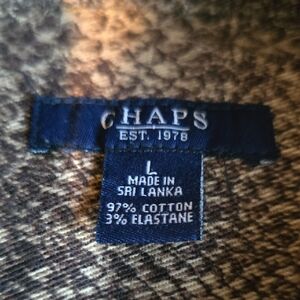 CHAPS
EST. 1978
L
MADE IN
SRI LANKA
97% COTTON
3% ELASTANE